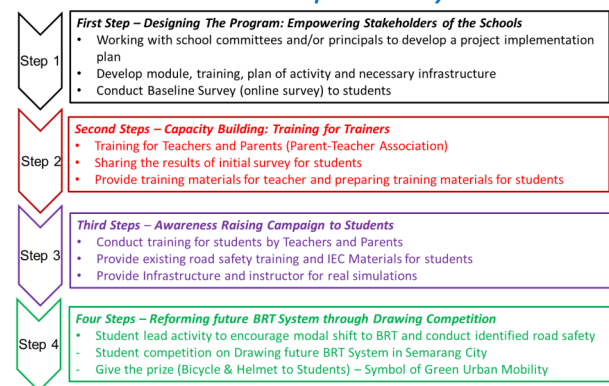 First Step – Designing The Program: Empowering Stakeholders of the Schools
• Working with school committees and/or principals to develop a project implementation
plan
Step 1
• Develop module, training, plan of activity and necessary infrastructure
• Conduct Baseline Survey (online survey) to students
Second Steps – Capacity Building: Training for Trainers
• Training for Teachers and Parents (Parent-Teacher Association)
Step 2
• Sharing the results of initial survey for students
• Provide training materials for teacher and preparing training materials for students
Third Steps – Awareness Raising Campaign to Students
• Conduct training for students by Teachers and Parents
Step 3
• Provide existing road safety training and IEC Materials for students
• Provide Infrastructure and instructor for real simulations
Four Steps – Reforming future BRT System through Drawing Competition
• Student lead activity to encourage modal shift to BRT and conduct identified road safety
Step 4
- Student competition on Drawing future BRT System in Semarang City
- Give the prize (Bicycle & Helmet to Students) – Symbol of Green Urban Mobility